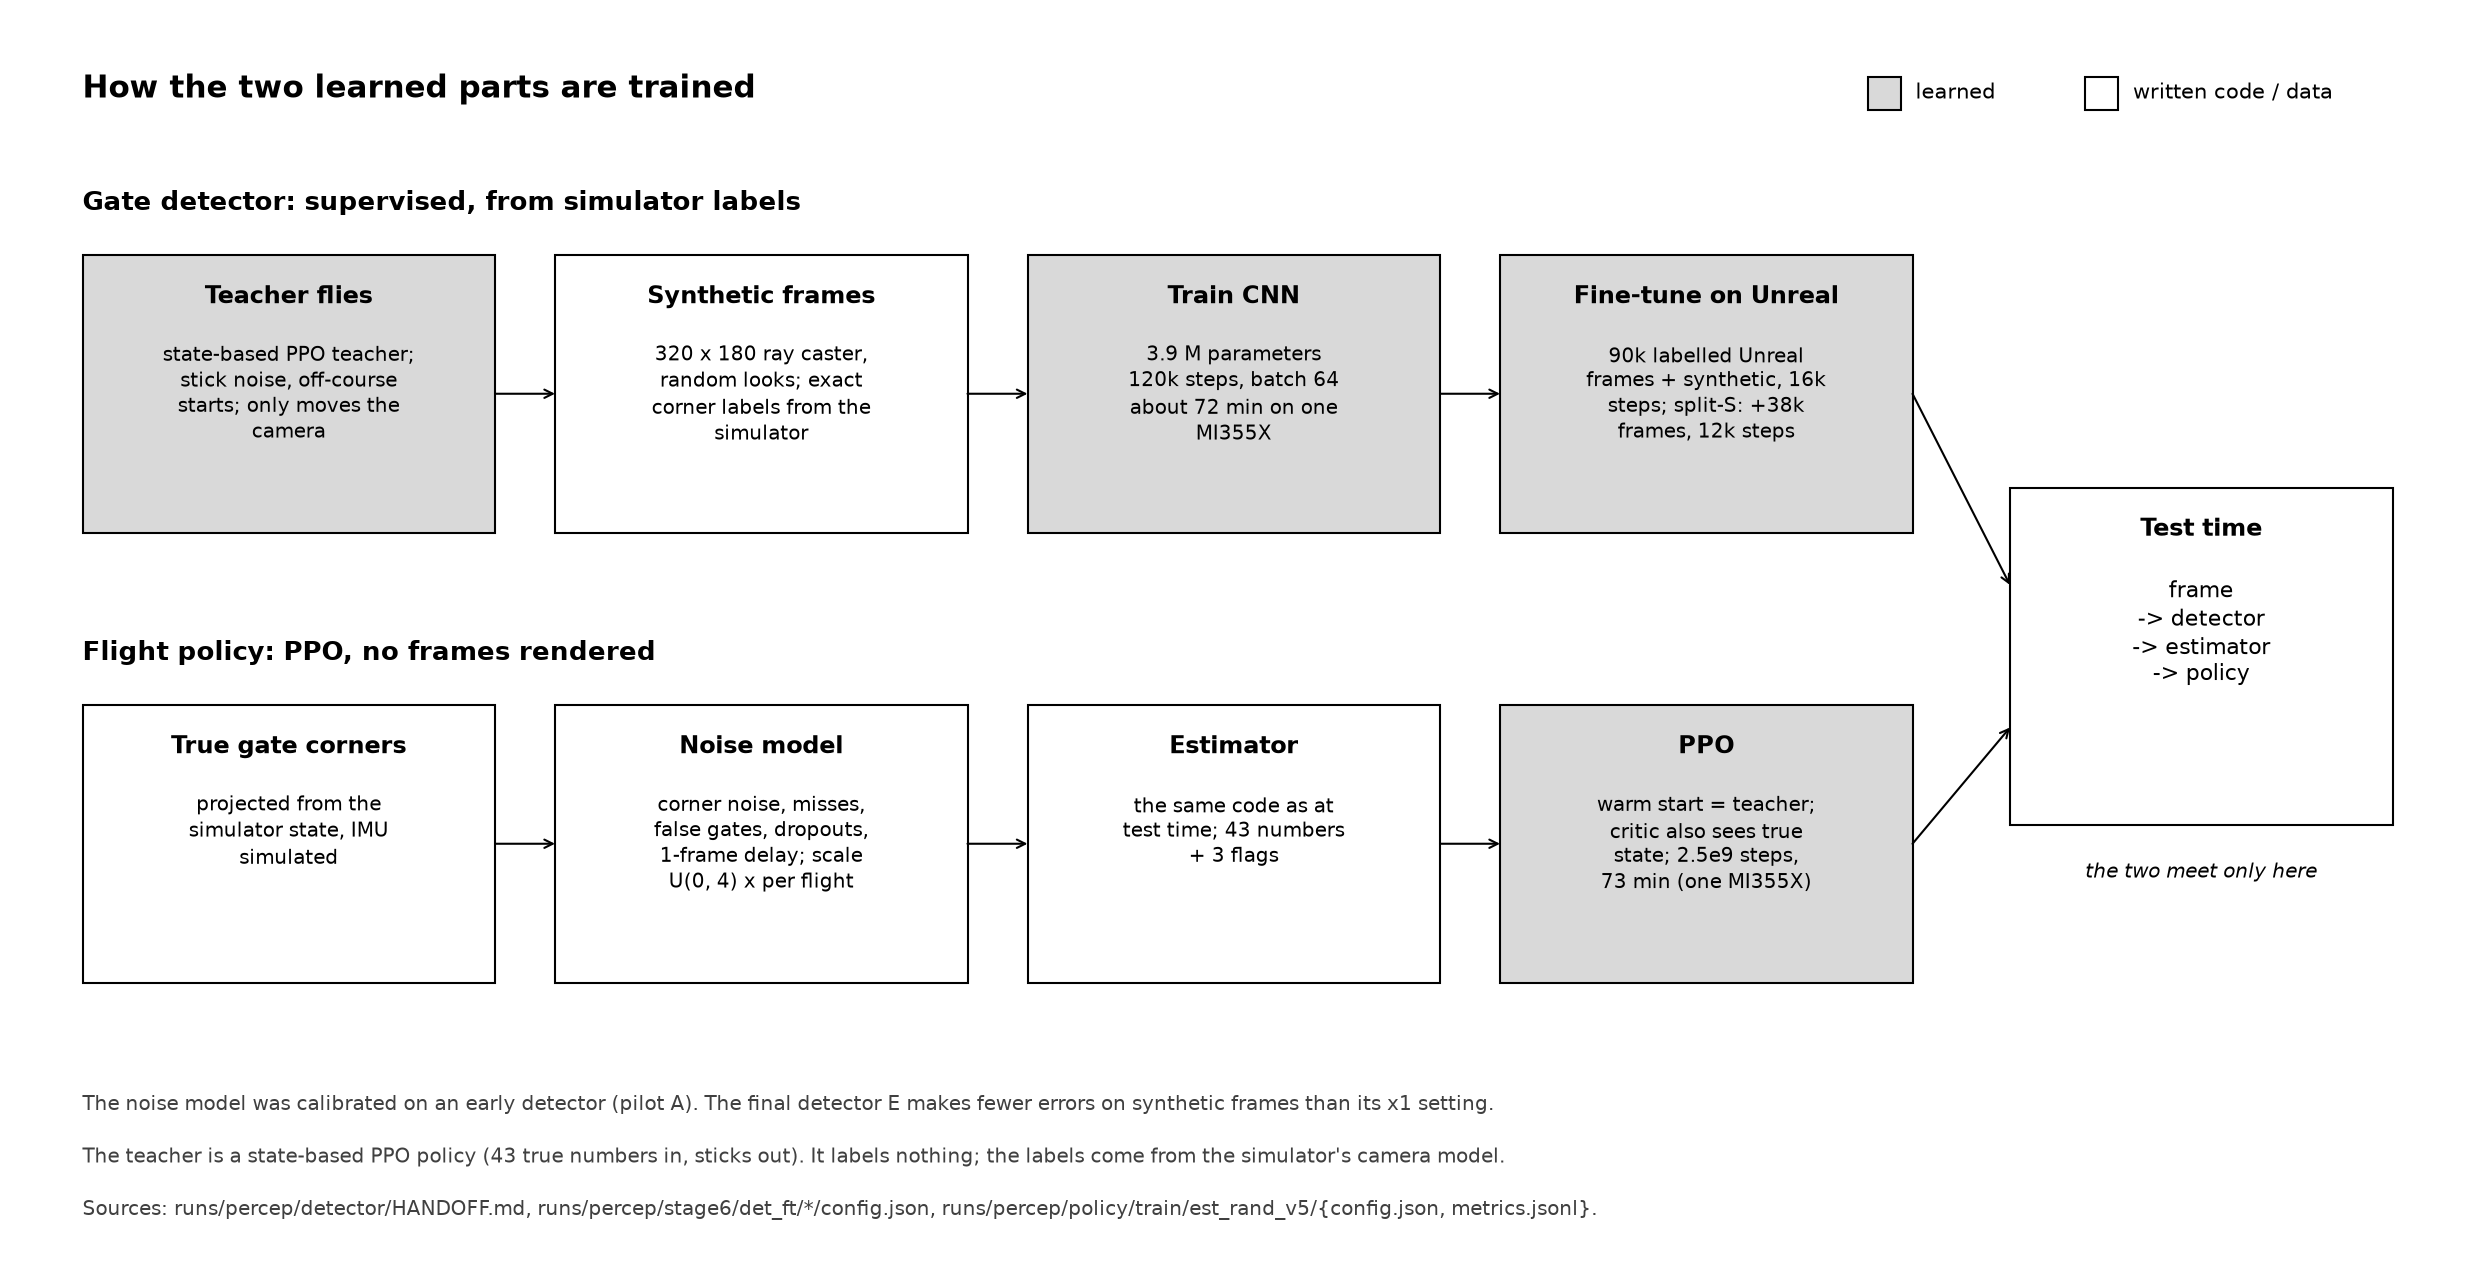 How the two learned parts are trained
learned
written code / data
Gate detector: supervised, from simulator labels
Teacher flies
state-based PPO teacher;
stick noise, off-course
starts; only moves the
camera
Synthetic frames
320 x 180 ray caster,
random looks; exact
corner labels from the
simulator
Train CNN
3.9 M parameters
120k steps, batch 64
about 72 min on one
MI355X
Fine-tune on Unreal
90k labelled Unreal
frames + synthetic, 16k
steps; split-S: +38k
frames, 12k steps
Test time
frame
-> detector
-> estimator
-> policy
the two meet only here
Flight policy: PPO, no frames rendered
True gate corners
projected from the
simulator state, IMU
simulated
Noise model
corner noise, misses,
false gates, dropouts,
1-frame delay; scale
U(0, 4) x per flight
Estimator
the same code as at
test time; 43 numbers
+ 3 flags
PPO
warm start = teacher;
critic also sees true
state; 2.5e9 steps,
73 min (one MI355X)
The noise model was calibrated on an early detector (pilot A). The final detector E makes fewer errors on synthetic frames than its x1 setting.
The teacher is a state-based PPO policy (43 true numbers in, sticks out). It labels nothing; the labels come from the simulator's camera model.
Sources: runs/percep/detector/HANDOFF.md, runs/percep/stage6/det_ft/*/config.json, runs/percep/policy/train/est_rand_v5/{config.json, metrics.jsonl}.